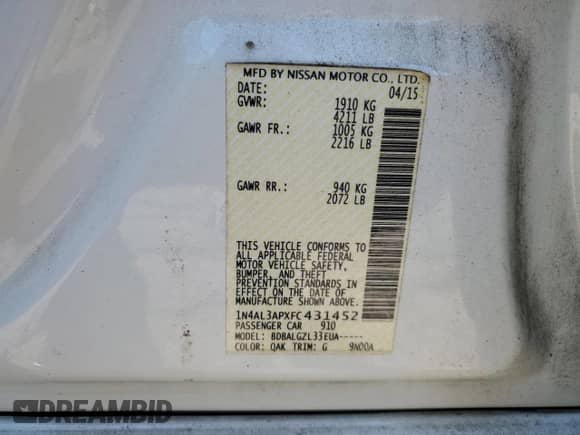 MFD BY NISSAN MOTOR CO., LTD.
DATE: 04/15
GVWR: 1910 KG
4211 LB
GAWR FR.: 1005 KG
2216 LB
GAWR RR.: 940 KG
2072 LB
THIS VEHICLE CONFORMS TO
ALL APPLICABLE FEDERAL
MOTOR VEHICLE SAFETY,
BUMPER, AND THEFT
PREVENTION STANDARDS IN
EFFECT ON THE DATE OF
MANUFACTURE SHOWN ABOVE.
1N4AL3APXFC431452
PASSENGER CAR 910
MODEL: BDBALGZL33EUA-----
COLOR: QAK TRIM: G 9N00A
DREAMBID